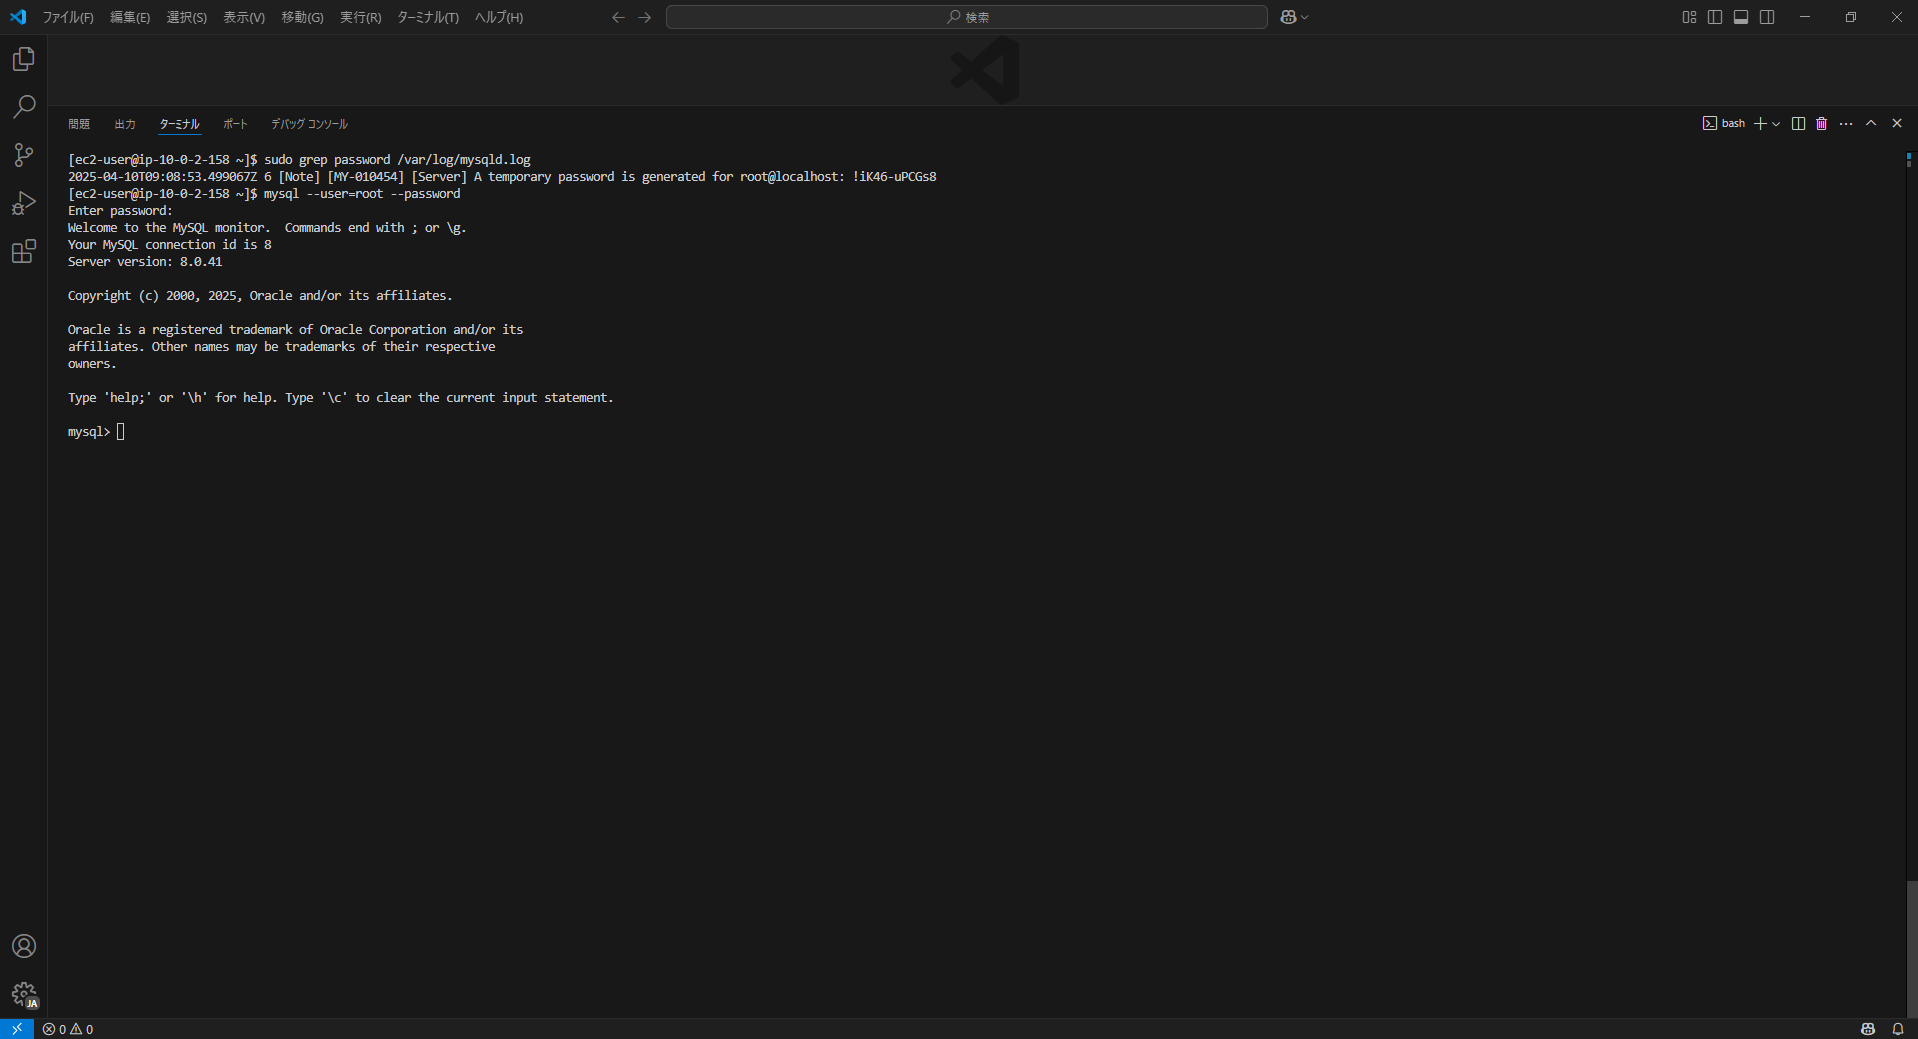 ファイル(F) 編集(E) 選択(S) 表示(V) 移動(G) 実行(R) ターミナル(T) ヘルプ(H) 検索
問題 出力 ターミナル ポート デバッグ コンソール bash
[ec2-user@ip-10-0-2-158 ~]$ sudo grep password /var/log/mysqld.log
2025-04-10T09:08:53.499067Z 6 [Note] [MY-010454] [Server] A temporary password is generated for root@localhost: !iK46-uPCGs8
[ec2-user@ip-10-0-2-158 ~]$ mysql --user=root --password
Enter password:
Welcome to the MySQL monitor.  Commands end with ; or \g.
Your MySQL connection id is 8
Server version: 8.0.41
Copyright (c) 2000, 2025, Oracle and/or its affiliates.
Oracle is a registered trademark of Oracle Corporation and/or its
affiliates. Other names may be trademarks of their respective
owners.
Type 'help;' or '\h' for help. Type '\c' to clear the current input statement.
mysql>
JA
0 0